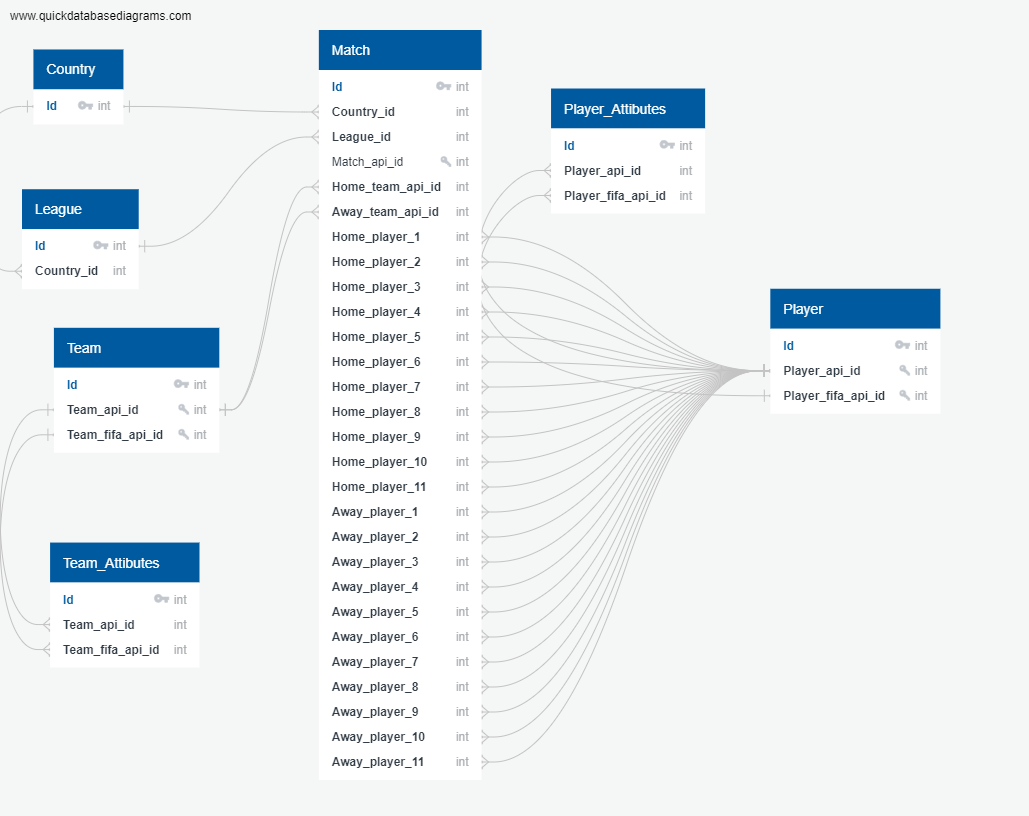 www.quickdatabasediagrams.com
Country
Id int
League
Id int
Country_id int
Team
Id int
Team_api_id int
Team_fifa_api_id int
Team_Attibutes
Id int
Team_api_id int
Team_fifa_api_id int
Match
Id int
Country_id int
League_id int
Match_api_id int
Home_team_api_id int
Away_team_api_id int
Home_player_1 int
Home_player_2 int
Home_player_3 int
Home_player_4 int
Home_player_5 int
Home_player_6 int
Home_player_7 int
Home_player_8 int
Home_player_9 int
Home_player_10 int
Home_player_11 int
Away_player_1 int
Away_player_2 int
Away_player_3 int
Away_player_4 int
Away_player_5 int
Away_player_6 int
Away_player_7 int
Away_player_8 int
Away_player_9 int
Away_player_10 int
Away_player_11 int
Player_Attibutes
Id int
Player_api_id int
Player_fifa_api_id int
Player
Id int
Player_api_id int
Player_fifa_api_id int